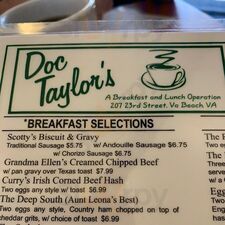 Doc
Taylor's
A Breakfast and Lunch Operation
207 23rd Street, Va Beach, VA
*BREAKFAST SELECTIONS
Scotty's Biscuit & Gravy
Traditional Sausage $5.75 w/ Andouille Sausage $6.75
w/ Chorizo Sausage $6.75
Grandma Ellen's Creamed Chipped Beef
w/ pan gravy over Texas toast $7.99
Curry's Irish Corned Beef Hash
Two eggs any style w/ toast $6.99
The Deep South (Aunt Leona's Best)
Two eggs any style, Country ham chopped on top of
cheddar grits, w/ choice of toast $6.99